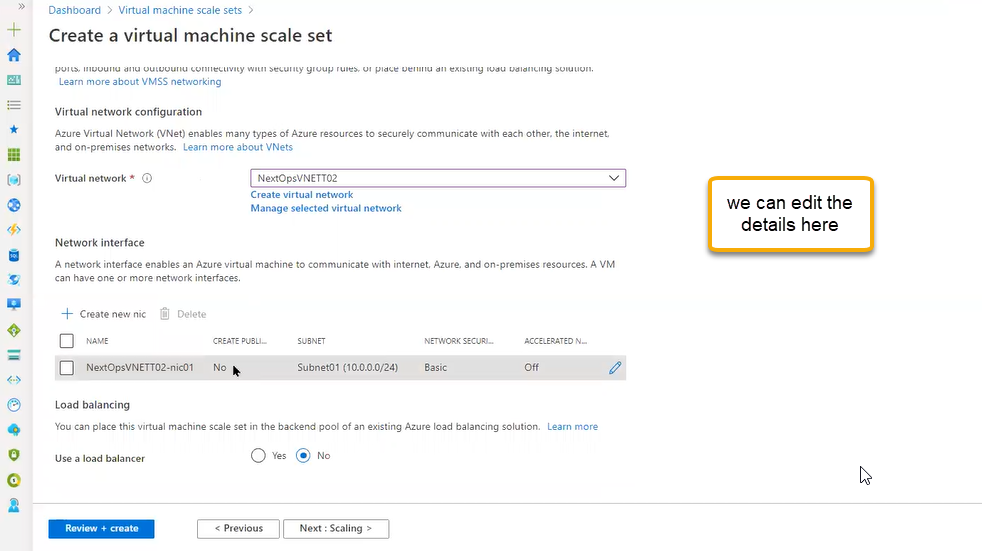 Dashboard > Virtual machine scale sets >
Create a virtual machine scale set
ports, inbound and outbound connectivity with security group rules, or place behind an existing load balancing solution.
Learn more about VMSS networking
Virtual network configuration
Azure Virtual Network (VNet) enables many types of Azure resources to securely communicate with each other, the internet,
and on-premises networks. Learn more about VNets
Virtual network * NextOpsVNETT02
Create virtual network
Manage selected virtual network
we can edit the
details here
Network interface
A network interface enables an Azure virtual machine to communicate with internet, Azure, and on-premises resources. A VM
can have one or more network interfaces.
+ Create new nic Delete
NAME CREATE PUBLI... SUBNET NETWORK SECURI... ACCELERATED N...
NextOpsVNETT02-nic01 No Subnet01 (10.0.0.0/24) Basic Off
Load balancing
You can place this virtual machine scale set in the backend pool of an existing Azure load balancing solution. Learn more
Use a load balancer Yes No
Review + create < Previous Next : Scaling >